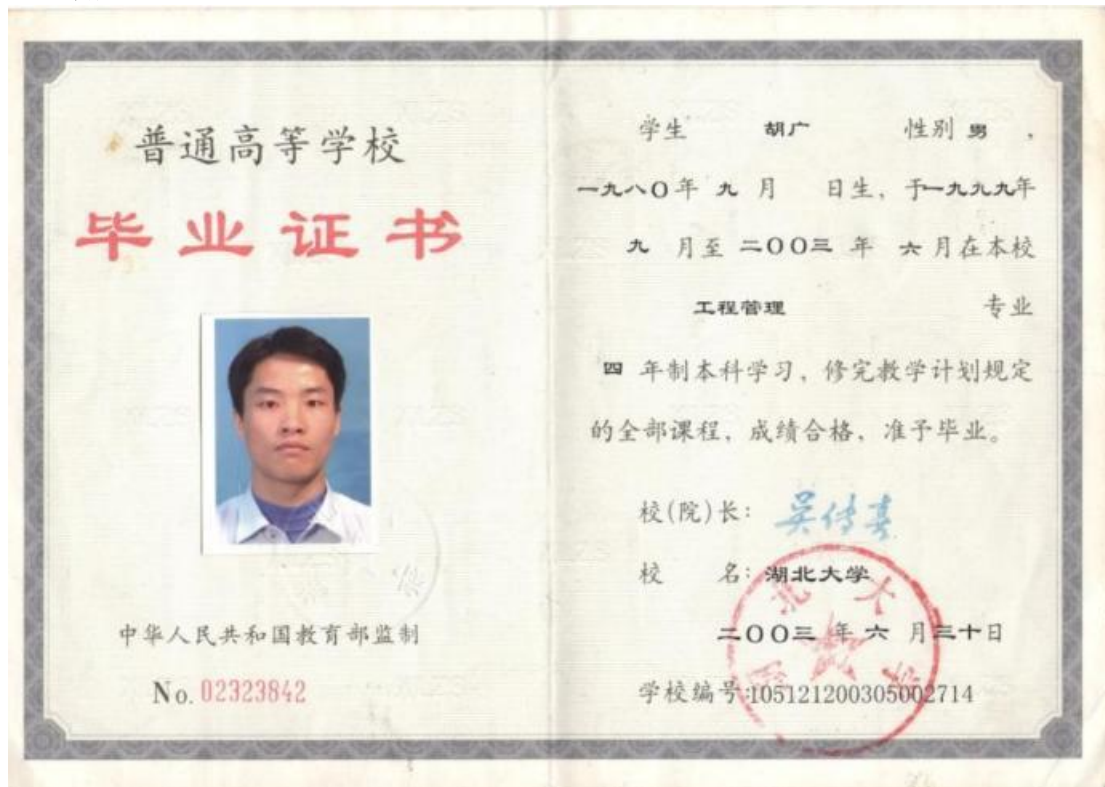 普通高等学校
毕业证书
中华人民共和国教育部监制
No. 02323842
学生 胡广 性别 男 ,
一九八〇年 九 月 日生, 于一九九九年
九 月至 二〇〇三 年 六 月在本校
工程管理 专业
四 年制本科学习, 修完教学计划规定
的全部课程, 成绩合格, 准予毕业。
校(院)长: 吴传喜
校 名: 湖北大学
二〇〇三 年 六 月三十日
学校编号:105121200305002714
湖北大学